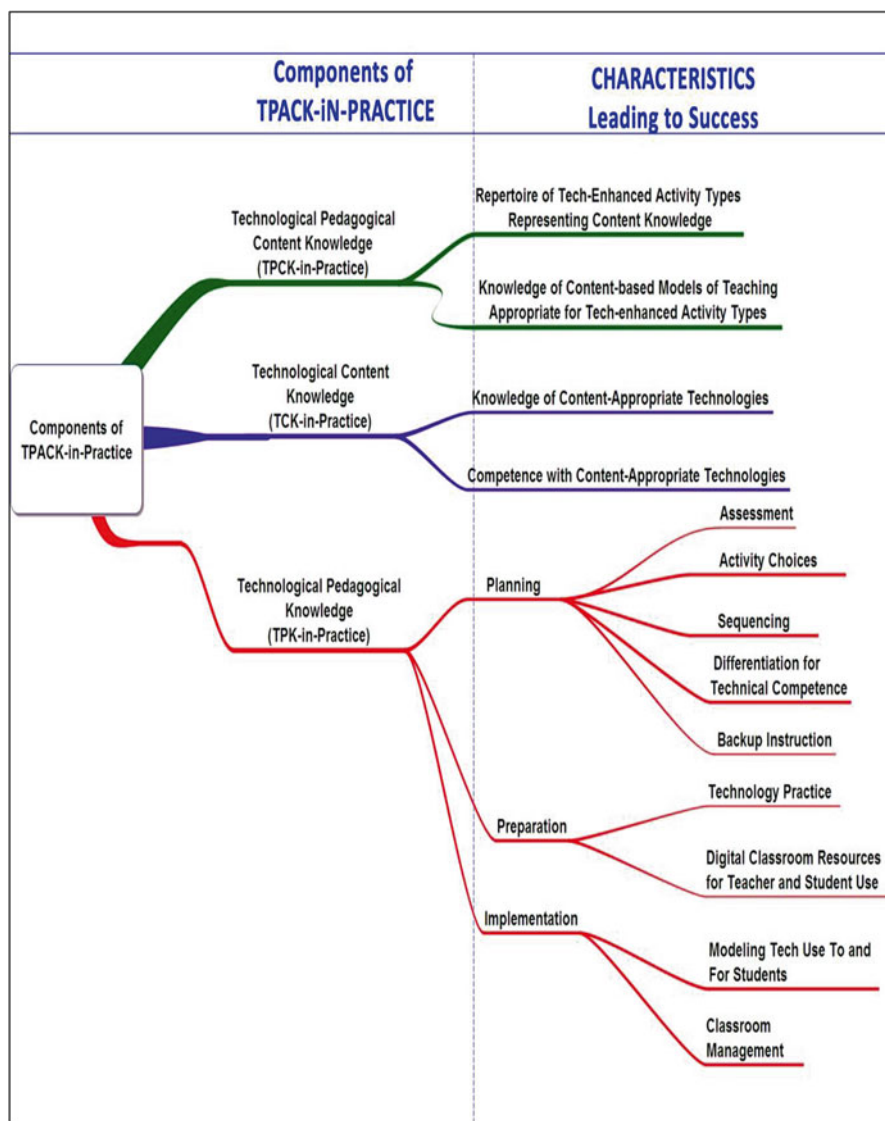 Components of
TPACK-iN-PRACTICE
CHARACTERISTICS
Leading to Success
Components of
TPACK-in-Practice
Technological Pedagogical
Content Knowledge
(TPCK-in-Practice)
Repertoire of Tech-Enhanced Activity Types
Representing Content Knowledge
Knowledge of Content-based Models of Teaching
Appropriate for Tech-enhanced Activity Types
Technological Content
Knowledge
(TCK-in-Practice)
Knowledge of Content-Appropriate Technologies
Competence with Content-Appropriate Technologies
Technological Pedagogical
Knowledge
(TPK-in-Practice)
Planning
Assessment
Activity Choices
Sequencing
Differentiation for
Technical Competence
Backup Instruction
Preparation
Technology Practice
Digital Classroom Resources
for Teacher and Student Use
Implementation
Modeling Tech Use To and
For Students
Classroom
Management